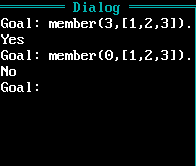 Dialog
Goal: member(3,[1,2,3]).
Yes
Goal: member(0,[1,2,3]).
No
Goal: